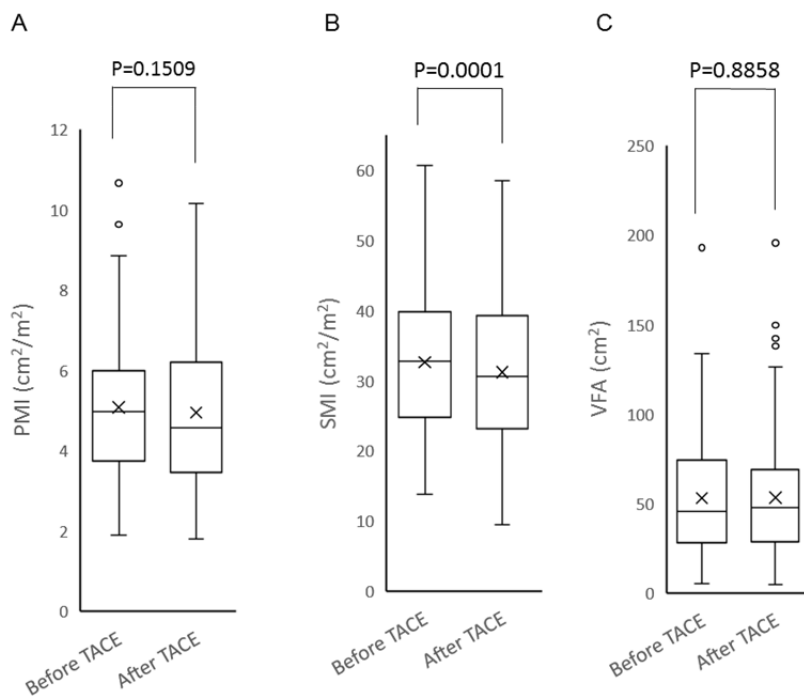 A
P=0.1509
PMI (cm²/m²)
12
10
8
6
4
2
0
Before TACE
After TACE
B
P=0.0001
SMI (cm²/m²)
60
50
40
30
20
10
0
Before TACE
After TACE
C
P=0.8858
VFA (cm²)
250
200
150
100
50
0
Before TACE
After TACE